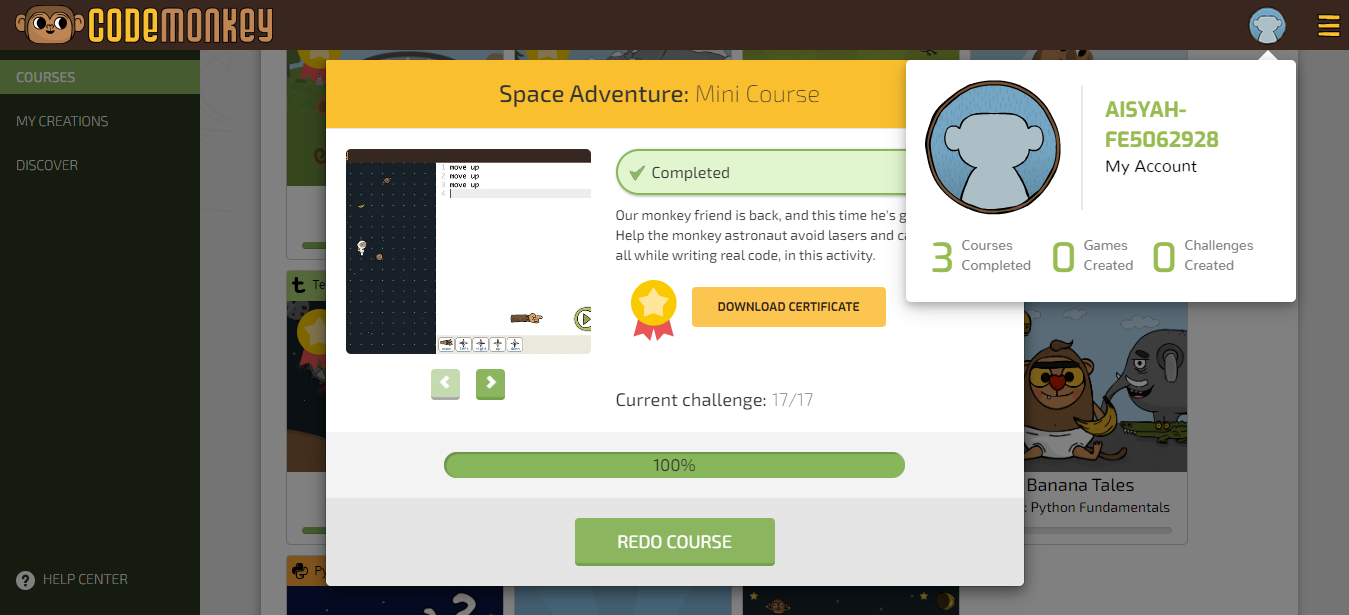 CODEMONKEY
COURSES
MY CREATIONS
DISCOVER
HELP CENTER
Space Adventure: Mini Course
1 move up
2 move up
3 move up
4
Completed
Our monkey friend is back, and this time he's g
Help the monkey astronaut avoid lasers and ca
all while writing real code, in this activity.
DOWNLOAD CERTIFICATE
Current challenge: 17/17
100%
REDO COURSE
AISYAH-
FE5062928
My Account
3 Courses
Completed
0 Games
Created
0 Challenges
Created
Te
Py
Banana Tales
: Python Fundamentals